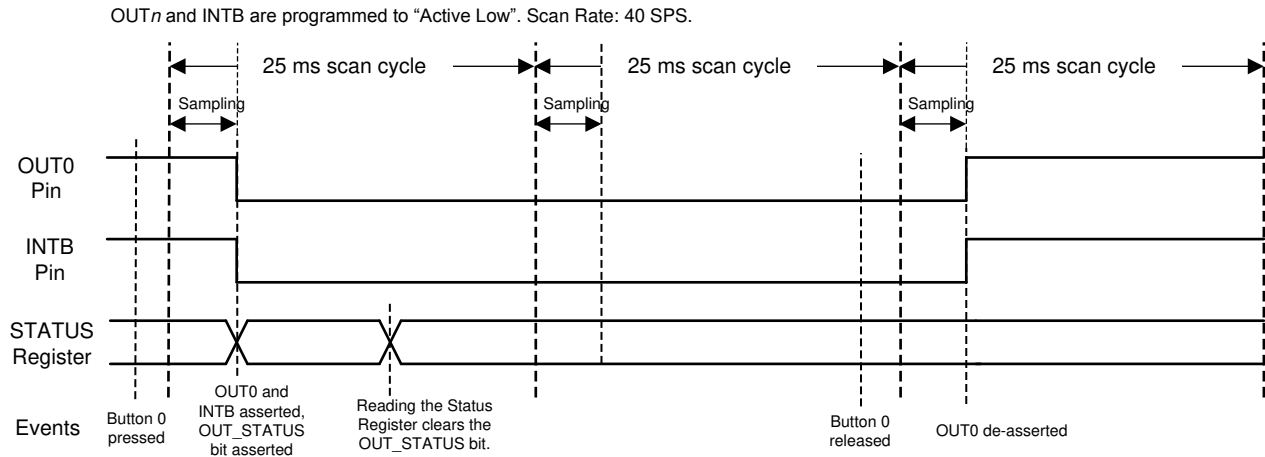 OUTn and INTB are programmed to “Active Low”. Scan Rate: 40 SPS.
25 ms scan cycle
25 ms scan cycle
25 ms scan cycle
Sampling
Sampling
Sampling
OUT0
Pin
INTB
Pin
STATUS
Register
Events
Button 0
pressed
OUT0 and
INTB asserted,
OUT_STATUS
bit asserted
Reading the Status
Register clears the
OUT_STATUS bit.
Button 0
released
OUT0 de-asserted